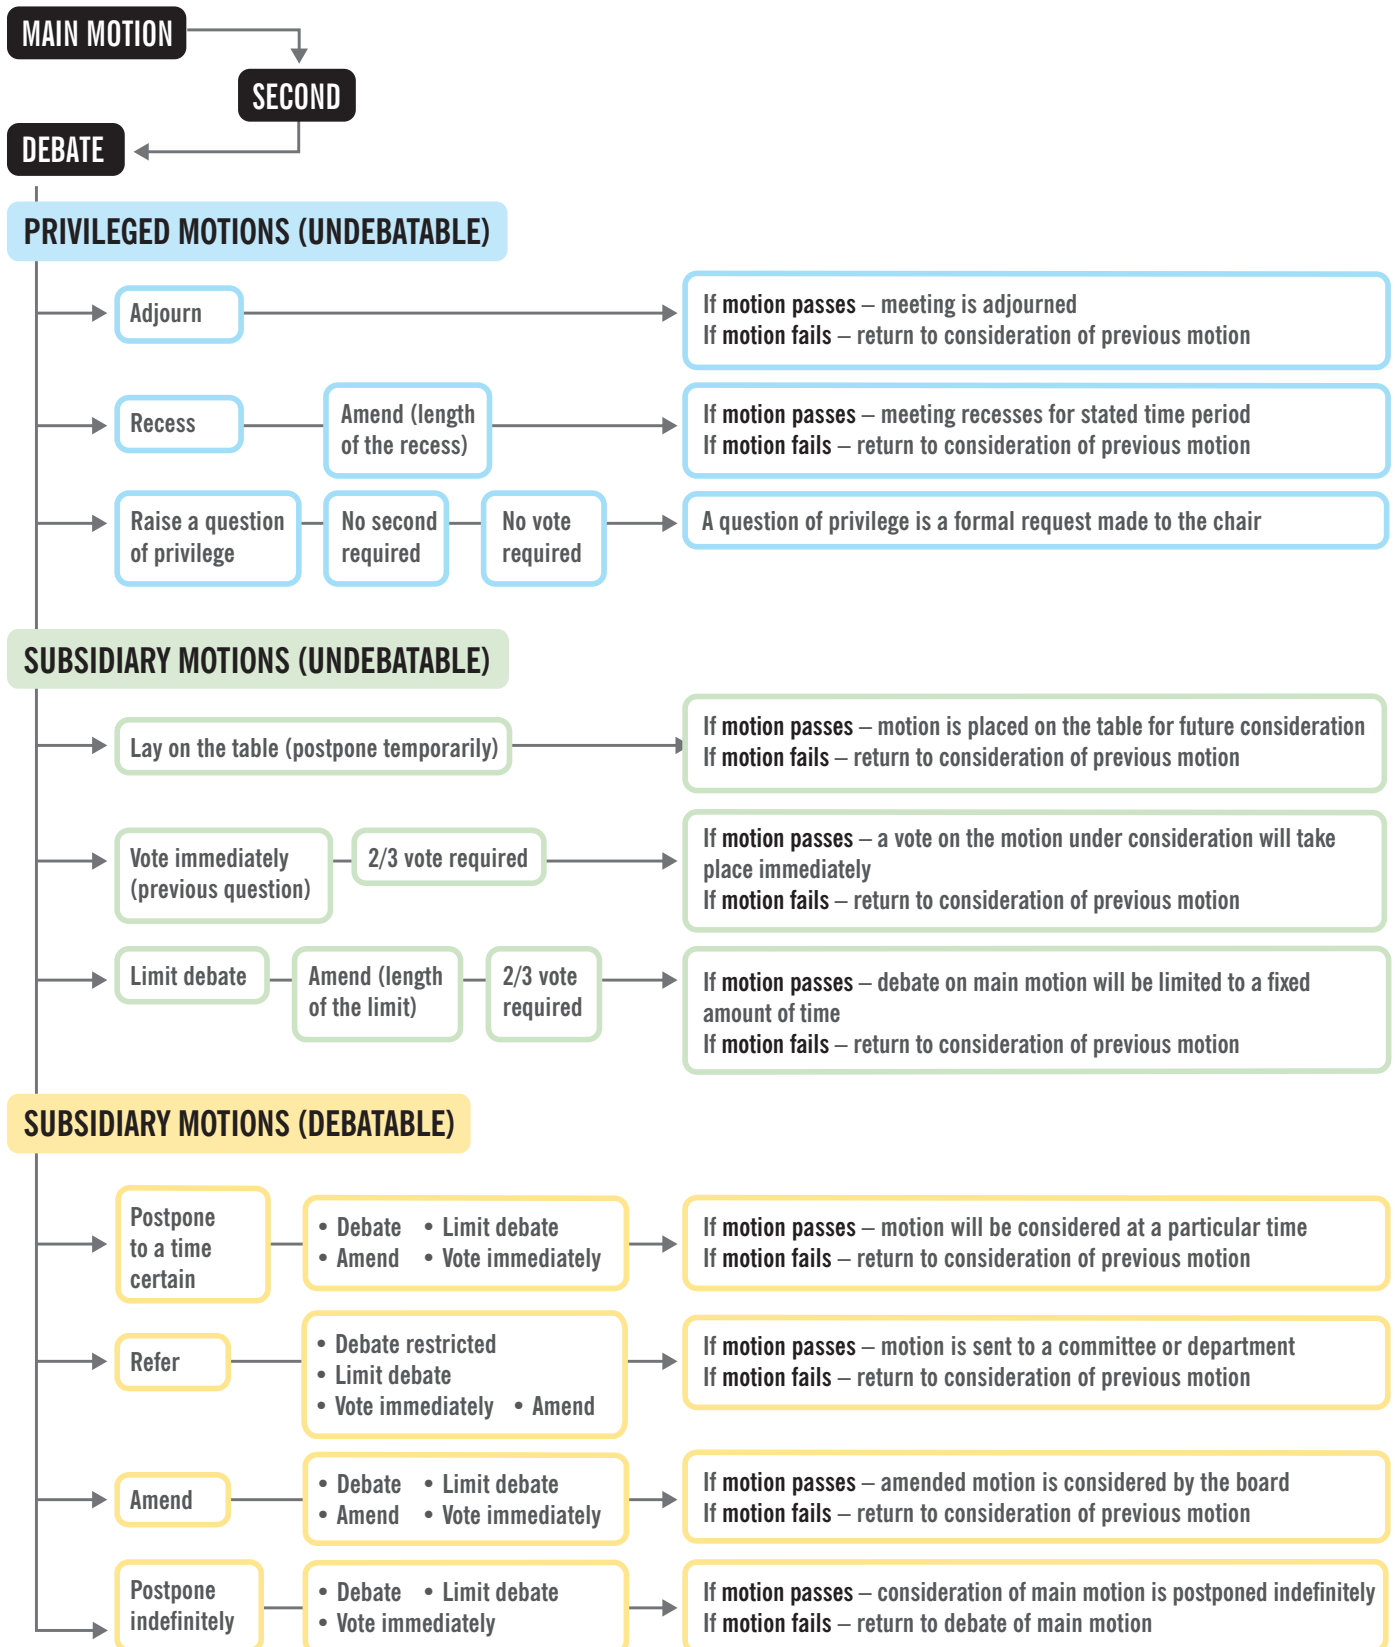 MAIN MOTION
SECOND
DEBATE
PRIVILEGED MOTIONS (UNDEBATABLE)
Adjourn
If motion passes – meeting is adjourned
If motion fails – return to consideration of previous motion
Recess
Amend (length
of the recess)
If motion passes – meeting recesses for stated time period
If motion fails – return to consideration of previous motion
Raise a question
of privilege
No second
required
No vote
required
A question of privilege is a formal request made to the chair
SUBSIDIARY MOTIONS (UNDEBATABLE)
Lay on the table (postpone temporarily)
If motion passes – motion is placed on the table for future consideration
If motion fails – return to consideration of previous motion
Vote immediately
(previous question)
2/3 vote required
If motion passes – a vote on the motion under consideration will take
place immediately
If motion fails – return to consideration of previous motion
Limit debate
Amend (length
of the limit)
2/3 vote
required
If motion passes – debate on main motion will be limited to a fixed
amount of time
If motion fails – return to consideration of previous motion
SUBSIDIARY MOTIONS (DEBATABLE)
Postpone
to a time
certain
• Debate • Limit debate
• Amend • Vote immediately
If motion passes – motion will be considered at a particular time
If motion fails – return to consideration of previous motion
Refer
• Debate restricted
• Limit debate
• Vote immediately • Amend
If motion passes – motion is sent to a committee or department
If motion fails – return to consideration of previous motion
Amend
• Debate • Limit debate
• Amend • Vote immediately
If motion passes – amended motion is considered by the board
If motion fails – return to consideration of previous motion
Postpone
indefinitely
• Debate • Limit debate
• Vote immediately
If motion passes – consideration of main motion is postponed indefinitely
If motion fails – return to debate of main motion